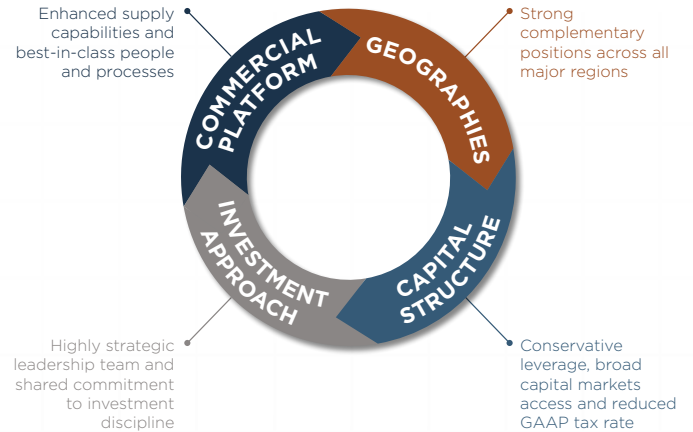 Enhanced supply
capabilities and
best-in-class people
and processes
COMMERCIAL
PLATFORM
GEOGRAPHIES
Strong
complementary
positions across all
major regions
INVESTMENT
APPROACH
CAPITAL
STRUCTURE
Highly strategic
leadership team and
shared commitment
to investment
discipline
Conservative
leverage, broad
capital markets
access and reduced
GAAP tax rate